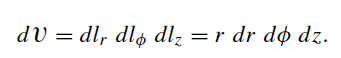 d𝒱 = dl_r dl_ϕ dl_z = r dr dϕ dz.